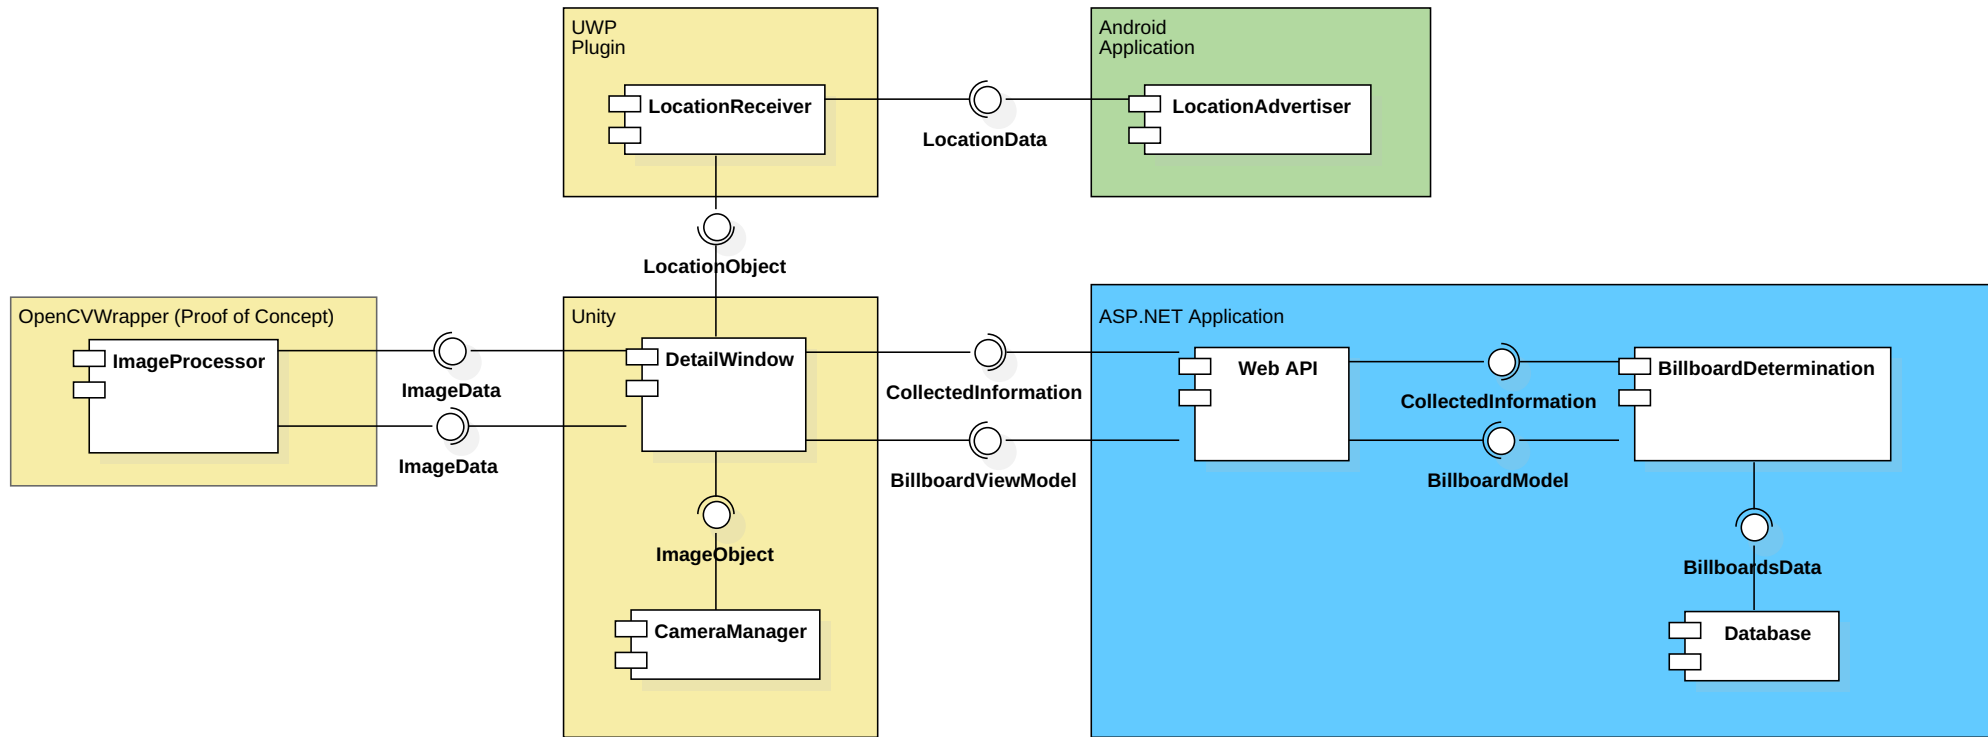 UWP
Plugin
LocationReceiver
LocationData
Android
Application
LocationAdvertiser
LocationObject
OpenCVWrapper (Proof of Concept)
ImageProcessor
ImageData
ImageData
Unity
DetailWindow
CollectedInformation
BillboardViewModel
ImageObject
CameraManager
ASP.NET Application
Web API
CollectedInformation
BillboardModel
BillboardDetermination
BillboardsData
Database